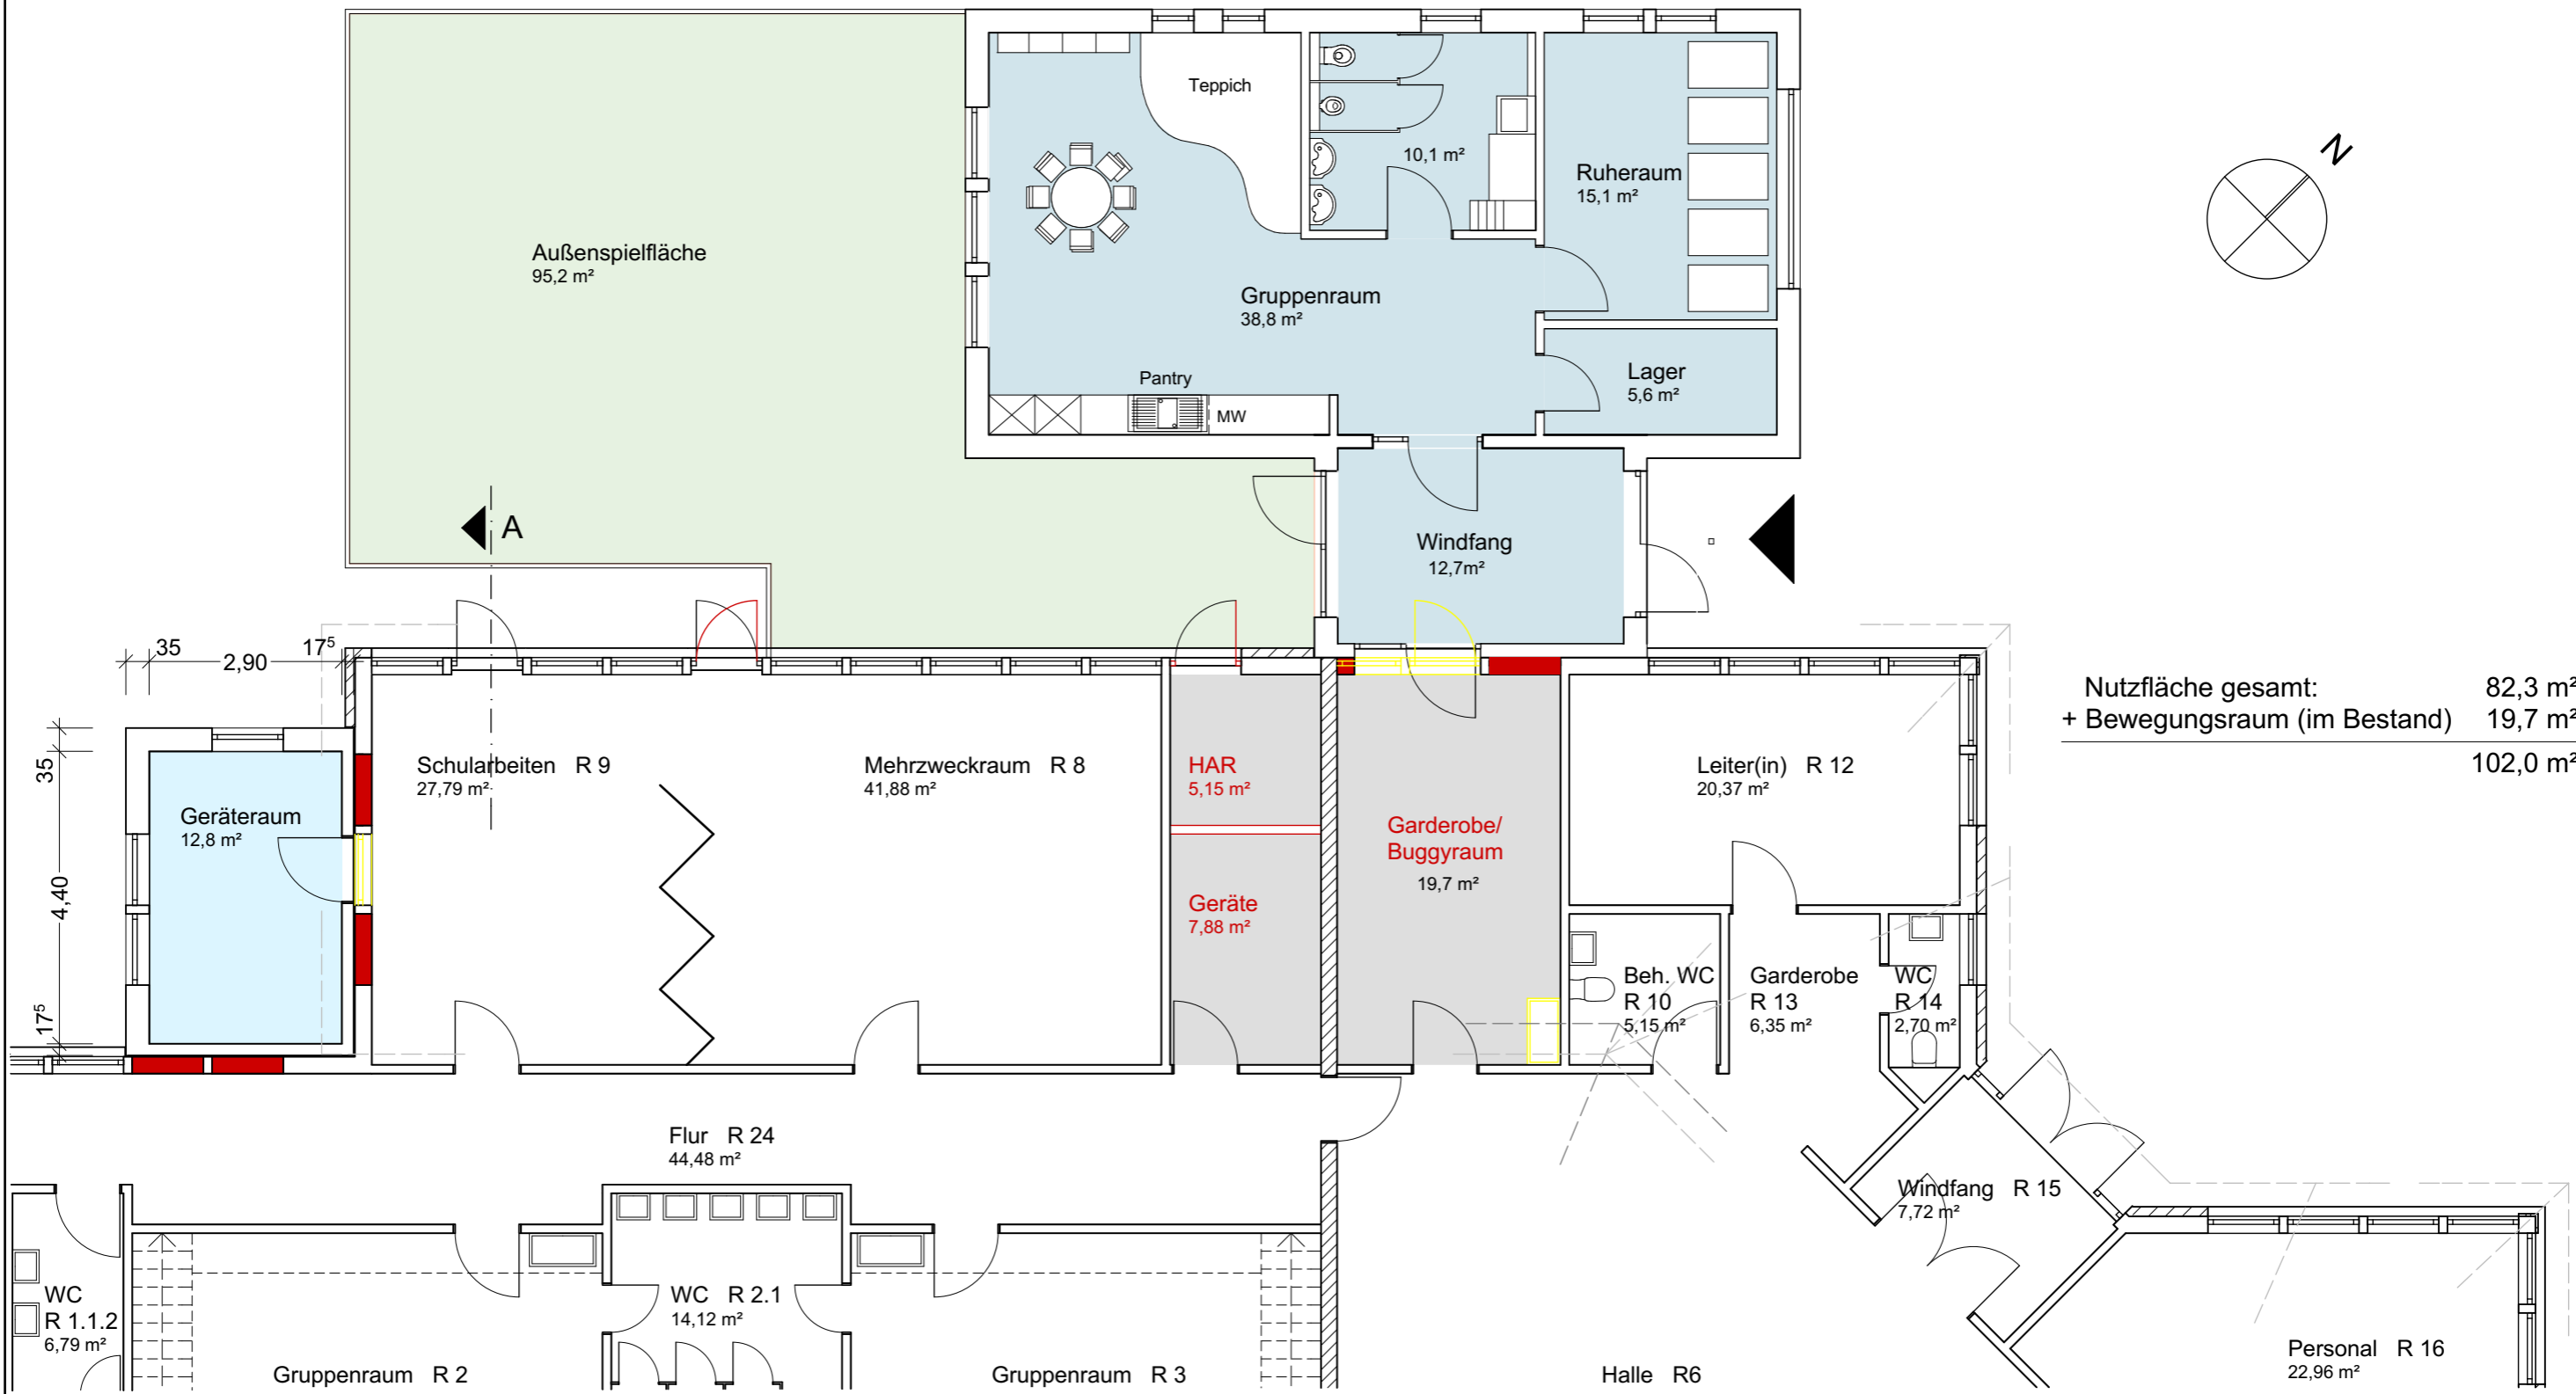 N
Teppich
10,1 m²
Ruheraum
15,1 m²
Außenspielfläche
95,2 m²
Gruppenraum
38,8 m²
Pantry
MW
Lager
5,6 m²
A
Windfang
12,7m²
35
2,90
17⁵
Nutzfläche gesamt: 82,3 m²
+ Bewegungsraum (im Bestand) 19,7 m²
102,0 m²
35
4,40
17⁵
Geräteraum
12,8 m²
Schularbeiten R 9
27,79 m²
Mehrzweckraum R 8
41,88 m²
HAR
5,15 m²
Geräte
7,88 m²
Garderobe/
Buggyraum
19,7 m²
Leiter(in) R 12
20,37 m²
Beh. WC
R 10
5,15 m²
Garderobe
R 13
6,35 m²
WC
R 14
2,70 m²
Flur R 24
44,48 m²
Windfang R 15
7,72 m²
WC
R 1.1.2
6,79 m²
WC R 2.1
14,12 m²
Gruppenraum R 2
Gruppenraum R 3
Halle R6
Personal R 16
22,96 m²